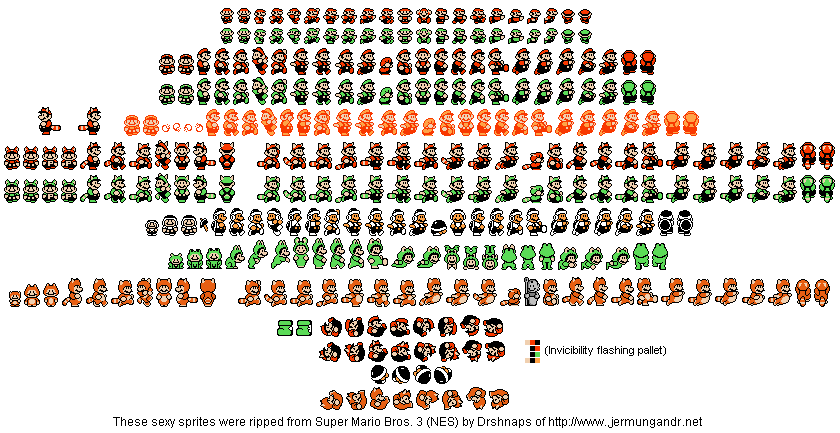 (Invicibility flashing pallet)
These sexy sprites were ripped from Super Mario Bros. 3 (NES) by Drshnaps of http://www.jermungandr.net